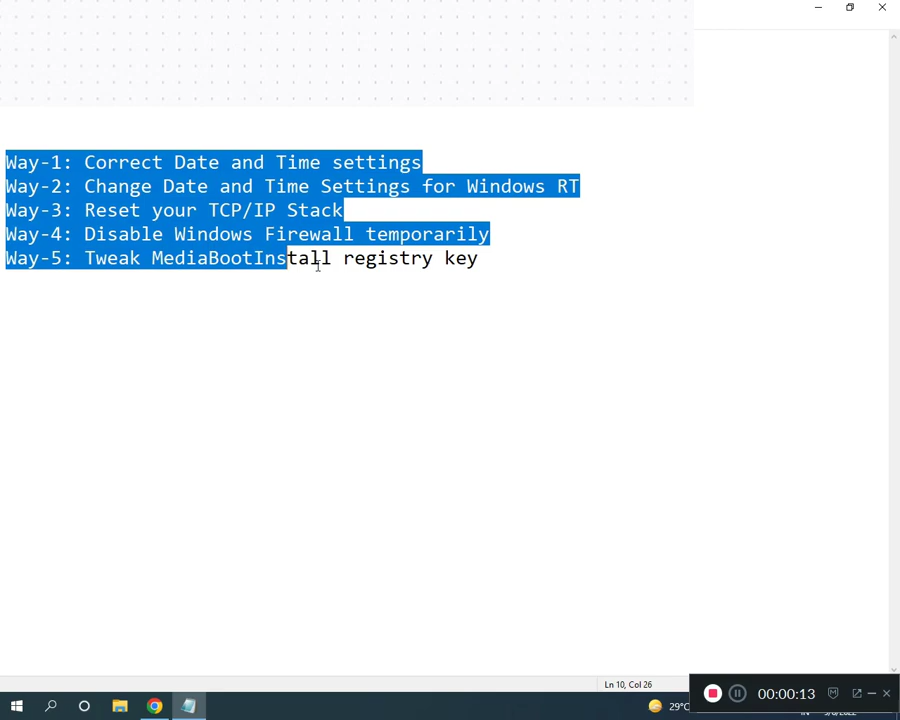 Way-1: Correct Date and Time settings
Way-2: Change Date and Time Settings for Windows RT
Way-3: Reset your TCP/IP Stack
Way-4: Disable Windows Firewall temporarily
Way-5: Tweak MediaBootInstall registry key
Ln 10, Col 26
00:00:13
29°C